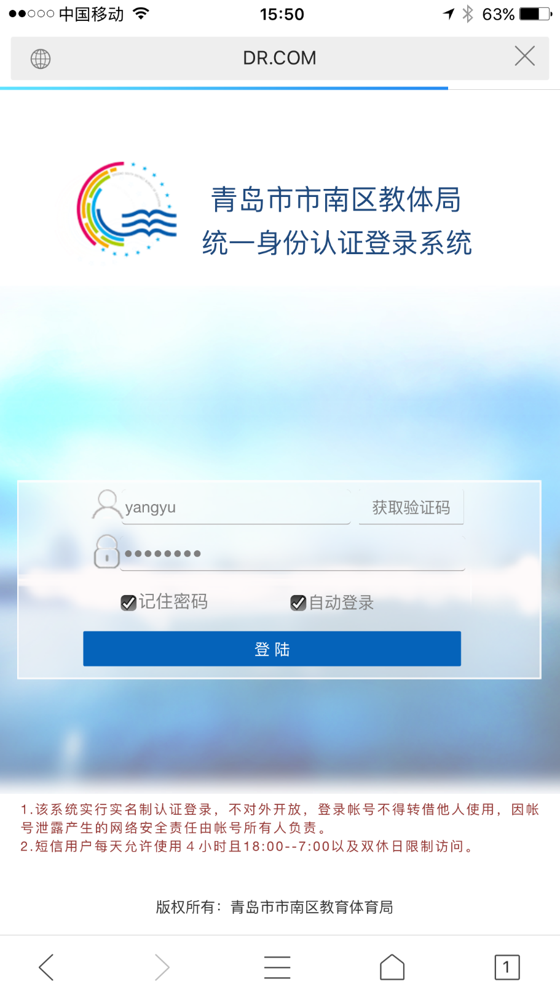 中国移动 15:50 63%
DR.COM
青岛市市南区教体局
统一身份认证登录系统
yangyu 获取验证码
••••••••
记住密码 自动登录
登 陆
1.该系统实行实名制认证登录，不对外开放，登录帐号不得转借他人使用，因帐
号泄露产生的网络安全责任由帐号所有人负责。
2.短信用户每天允许使用４小时且18:00--7:00以及双休日限制访问。
版权所有：青岛市市南区教育体育局
1